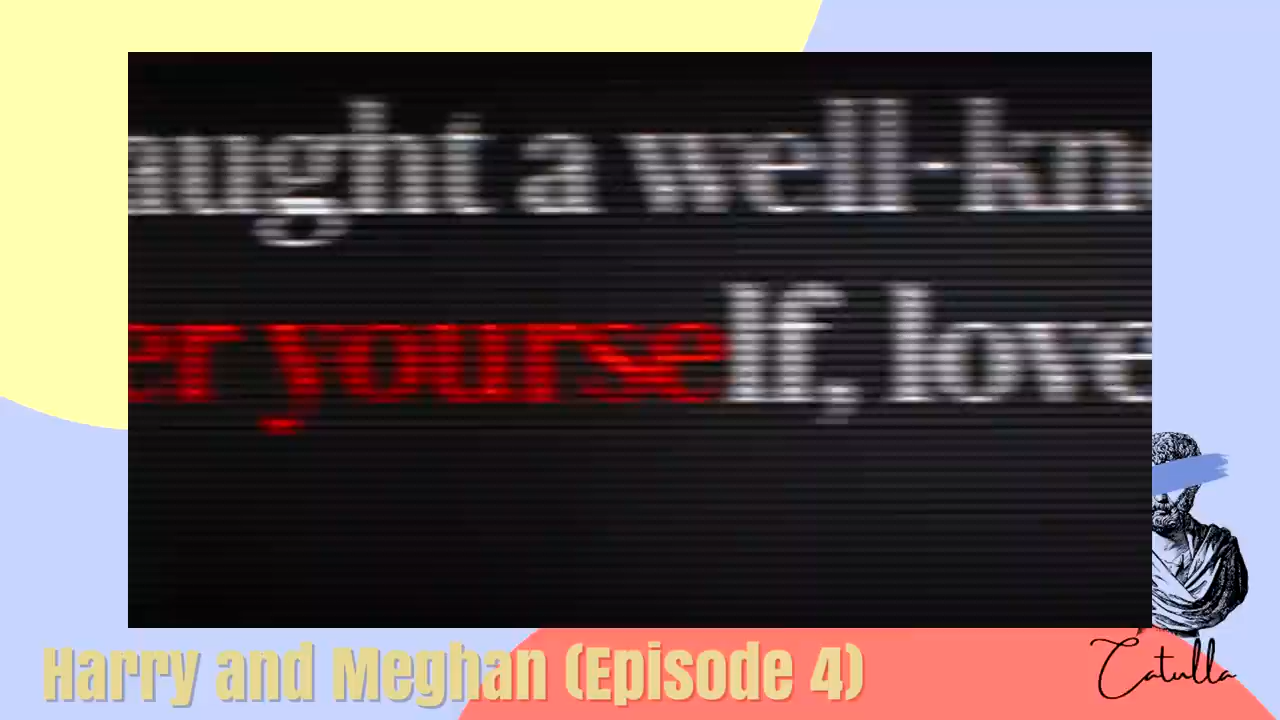 aught a well-kn
er yourself, love
Harry and Meghan (Episode 4)
Catulla